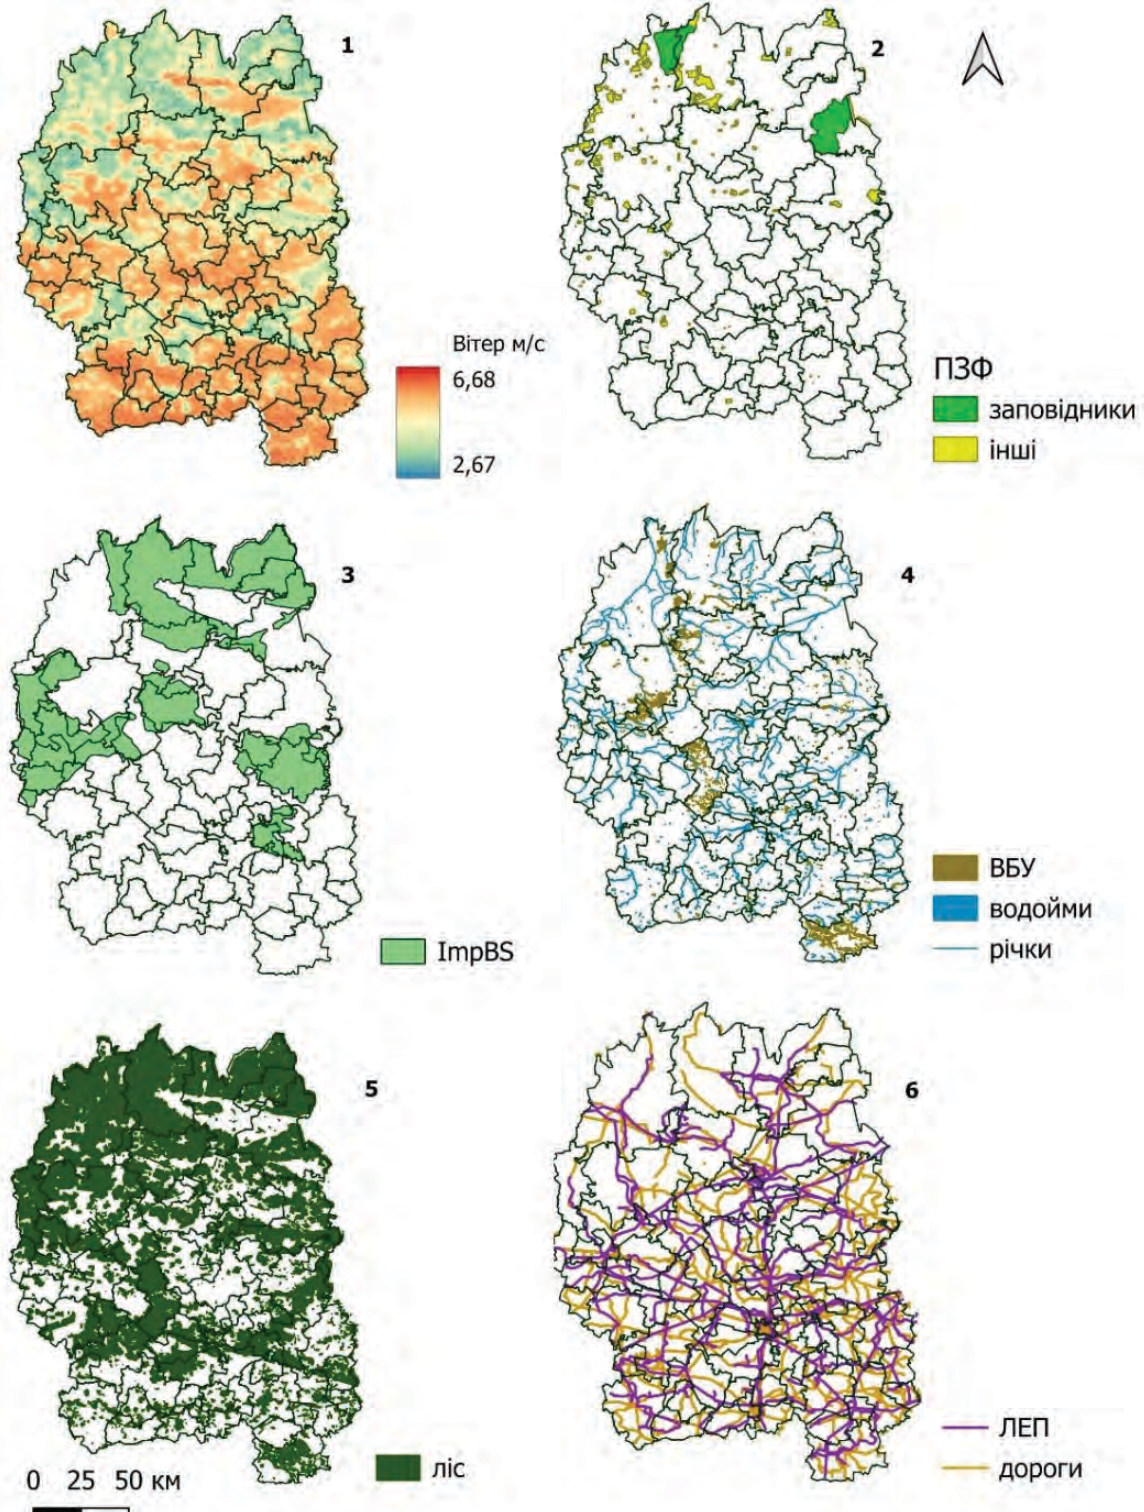 1
2
Вітер м/с
6,68
2,67
ПЗФ
заповідники
інші
3
4
ImpBS
ВБУ
водойми
річки
5
6
ліс
ЛЕП
дороги
0 25 50 км